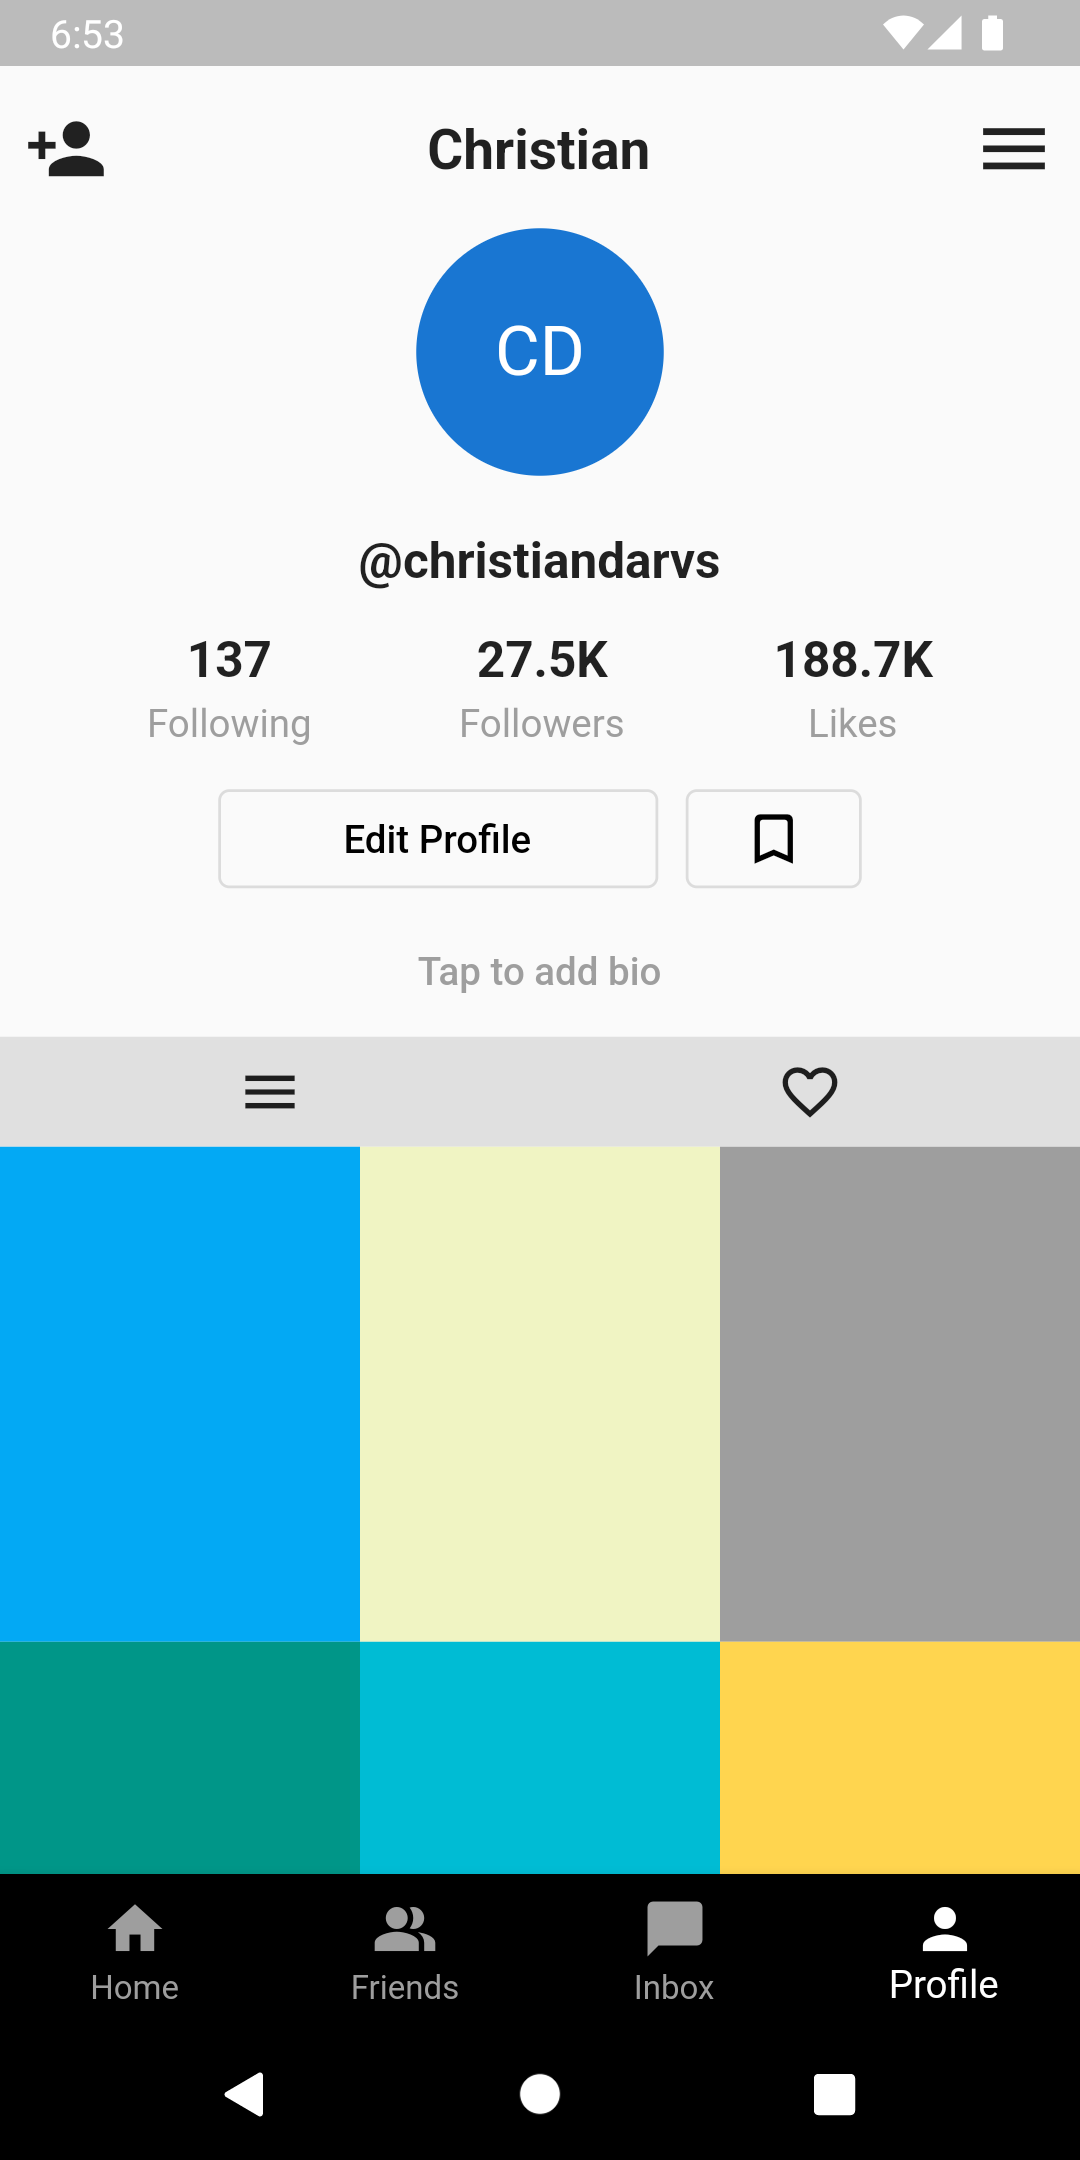 6:53
Christian
CD
@christiandarvs
137 27.5K 188.7K
Following Followers Likes
Edit Profile
Tap to add bio
Home Friends Inbox Profile